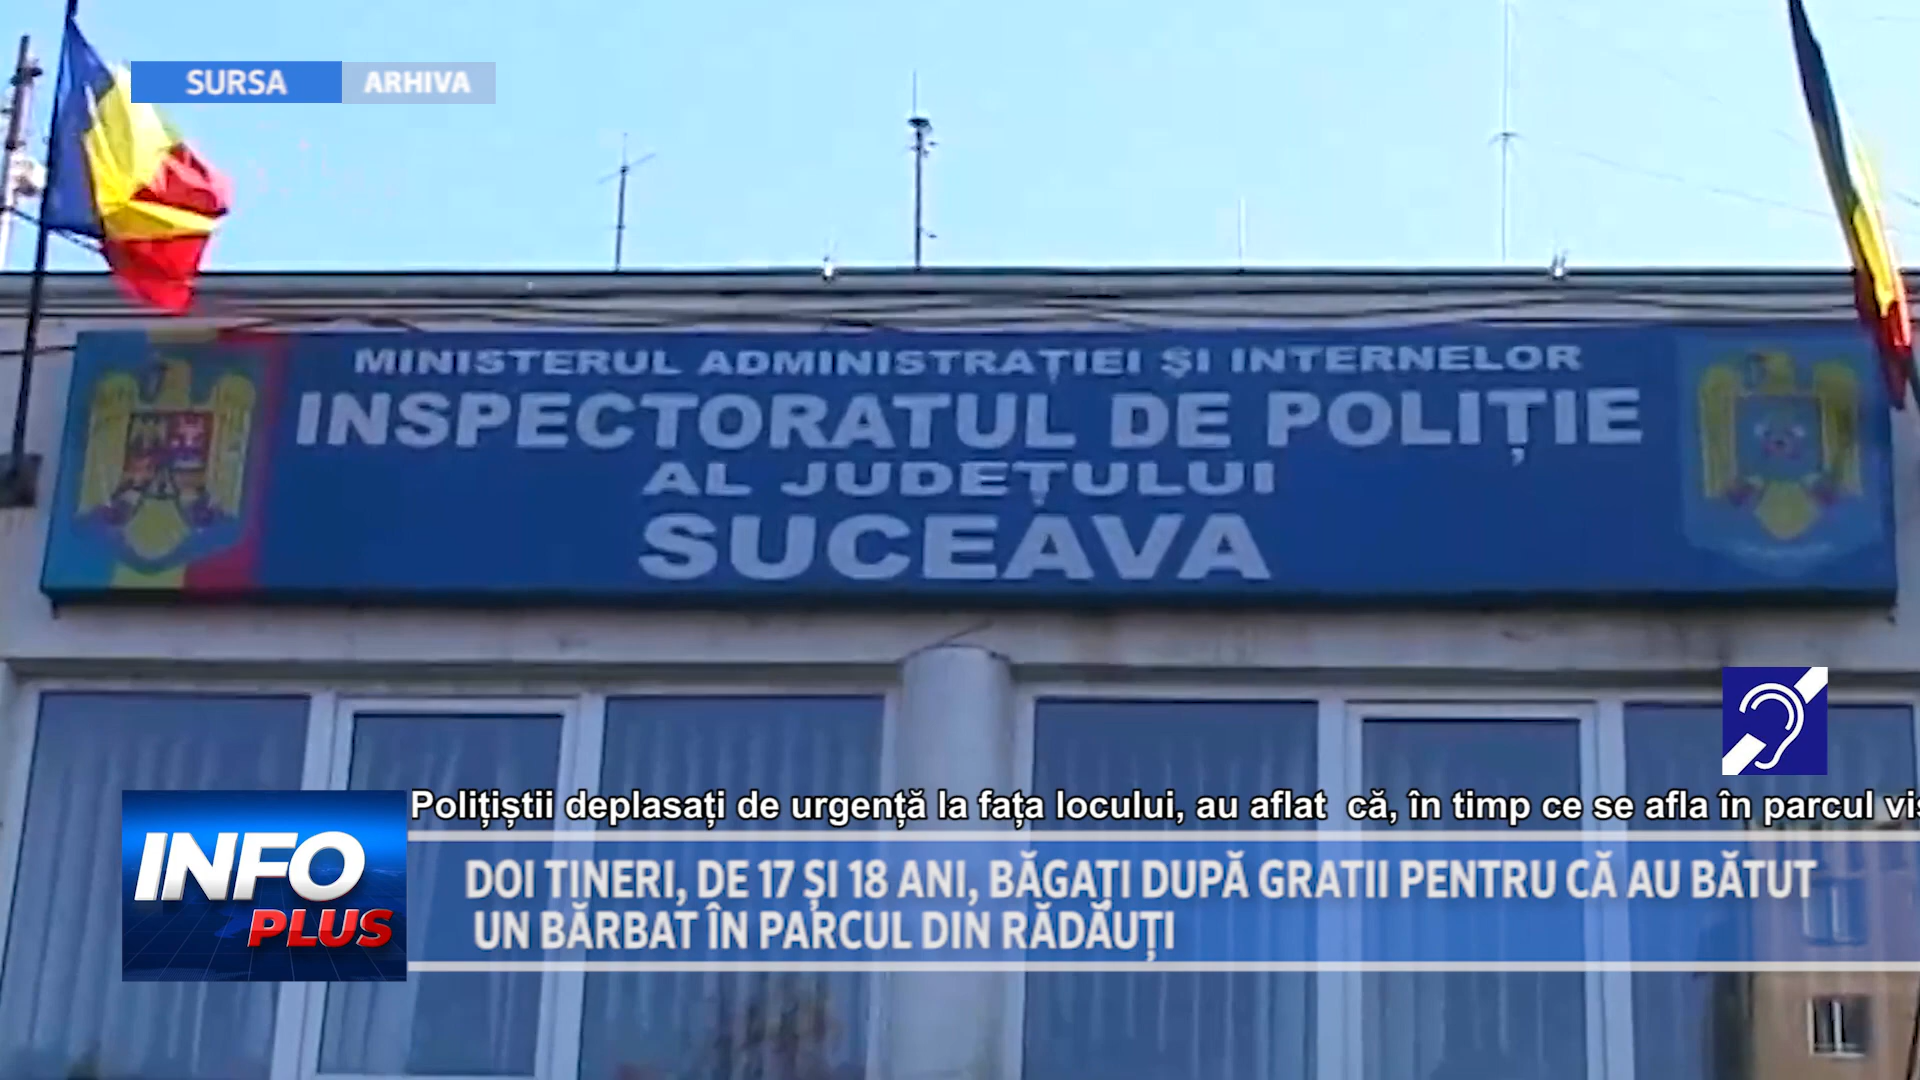 SURSA ARHIVA
MINISTERUL ADMINISTRAȚIEI ȘI INTERNELOR
INSPECTORATUL DE POLIȚIE
AL JUDEȚULUI
SUCEAVA
Polițiștii deplasați de urgență la fața locului, au aflat  că, în timp ce se afla în parcul
INFO
PLUS
DOI TINERI, DE 17 ȘI 18 ANI, BĂGAȚI DUPĂ GRATII PENTRU CĂ AU BĂTUT
UN BĂRBAT ÎN PARCUL DIN RĂDĂUȚI